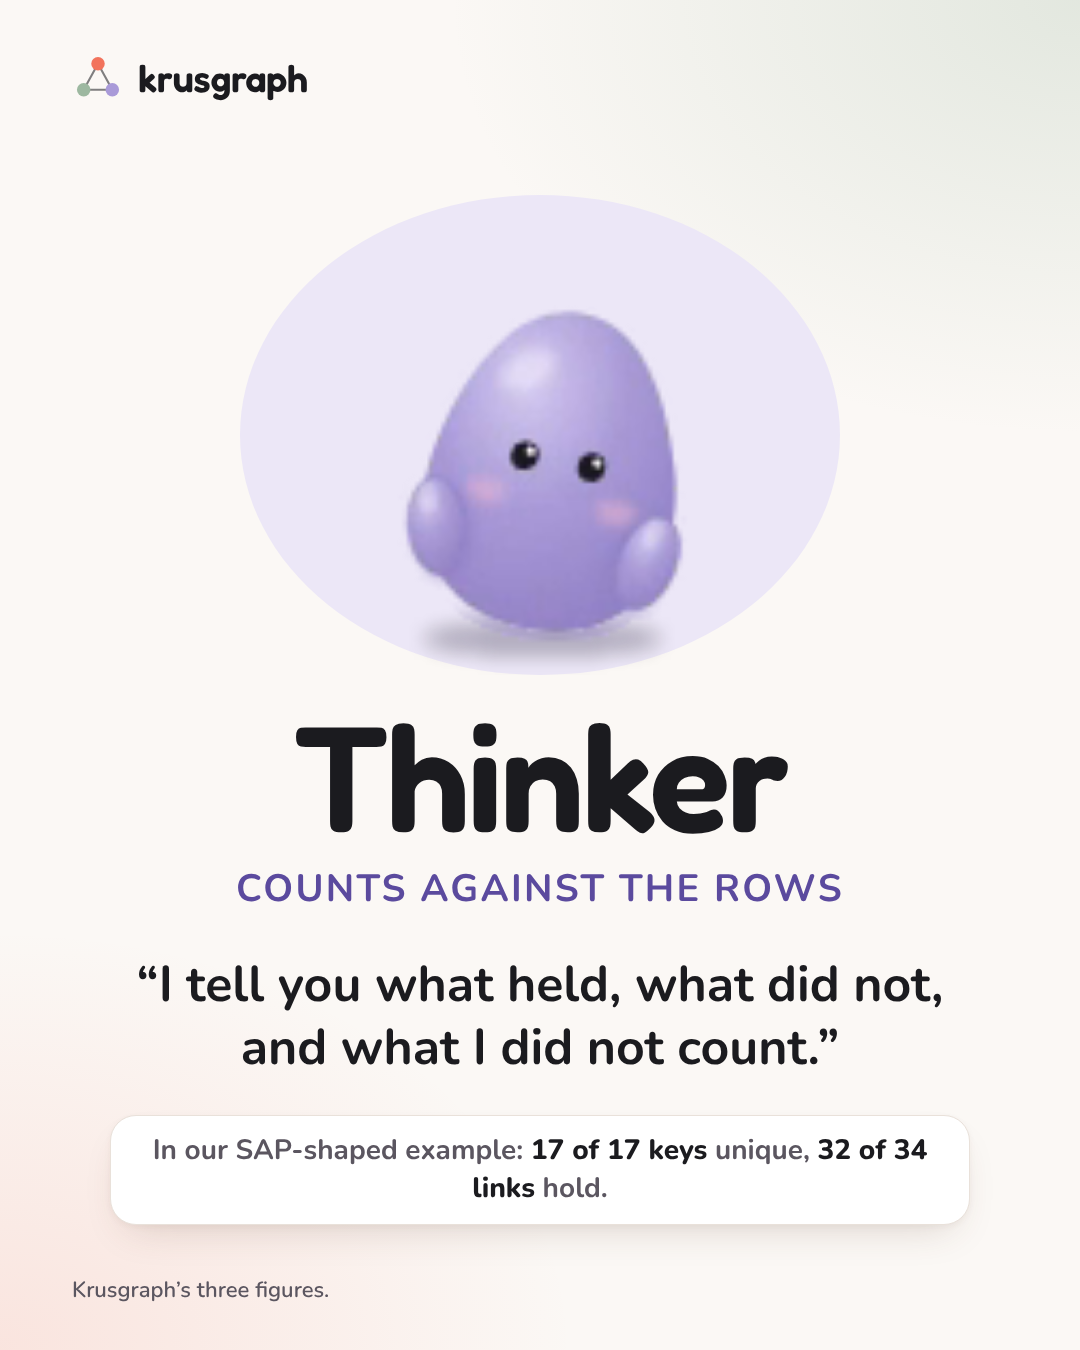 krusgraph
Thinker
COUNTS AGAINST THE ROWS
“I tell you what held, what did not,
and what I did not count.”
In our SAP-shaped example: 17 of 17 keys unique, 32 of 34
links hold.
Krusgraph’s three figures.